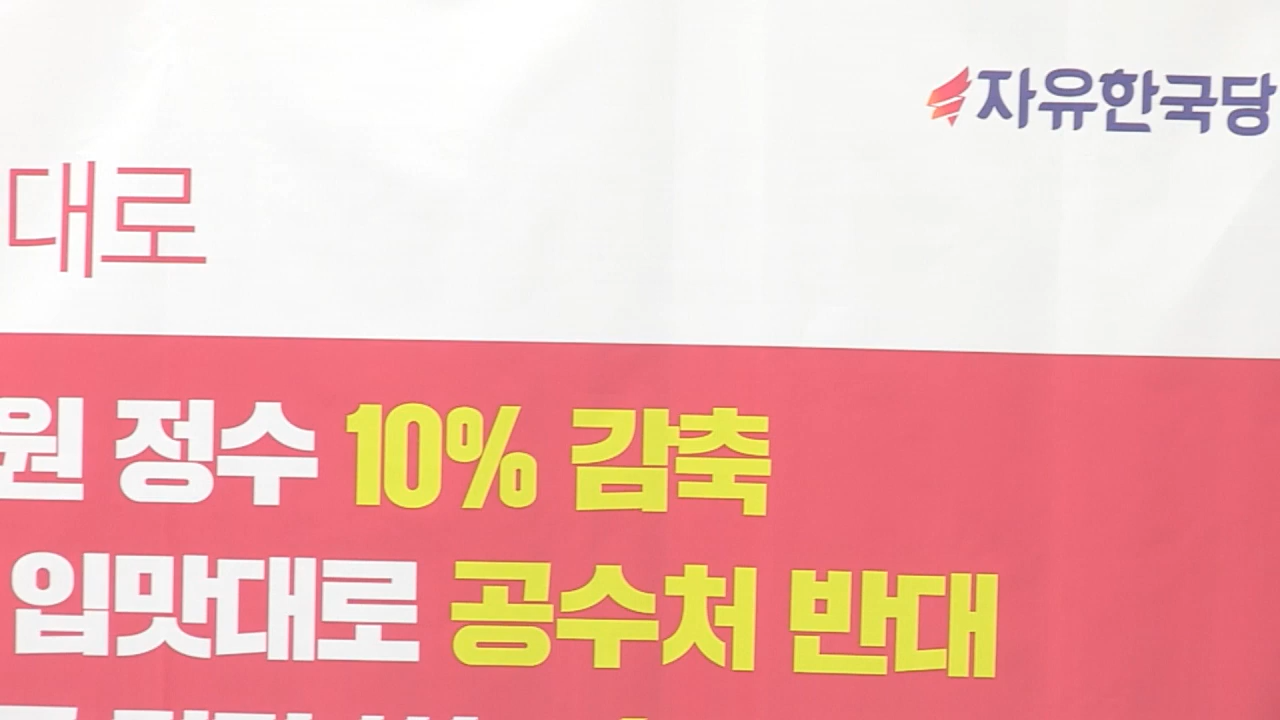 자유한국당
대로
원 정수 10% 감축
입맛대로 공수처 반대